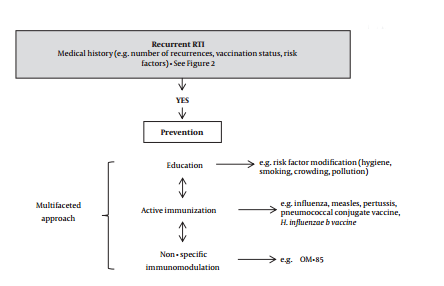 Recurrent RTI
Medical history (e.g. number of recurrences, vaccination status, risk
factors) • See Figure 2
YES
Prevention
Education
e.g. risk factor modification (hygiene,
smoking, crowding, pollution)
Multifaceted
approach
Active immunization
e.g. influenza, measles, pertussis,
pneumococcal conjugate vaccine,
H. influenzae b vaccine
Non • specific
immunomodulation
e.g. OM•85